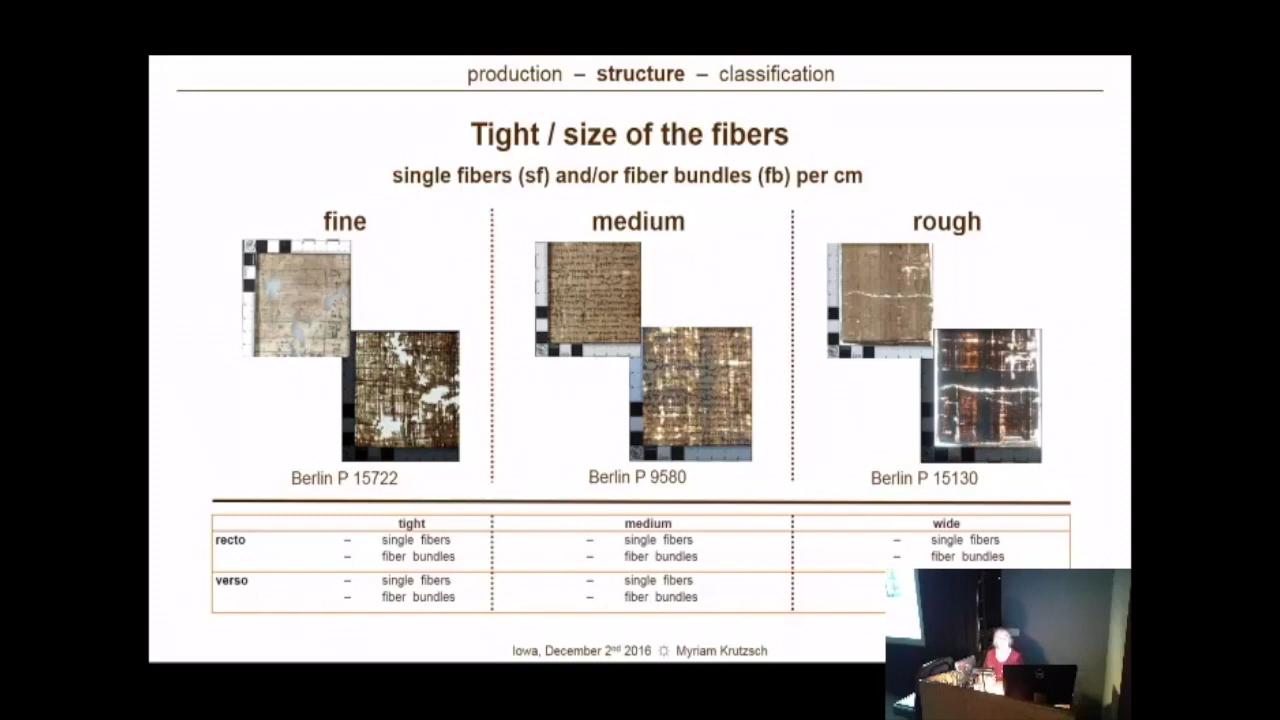 production – structure – classification
Tight / size of the fibers
single fibers (sf) and/or fiber bundles (fb) per cm
fine medium rough
Berlin P 15722 Berlin P 9580 Berlin P 15130
tight medium wide
recto – single fibers – single fibers – single fibers
– fiber bundles – fiber bundles – fiber bundles
verso – single fibers – single fibers
– fiber bundles – fiber bundles
Iowa, December 2nd 2016 ☼ Myriam Krutzsch